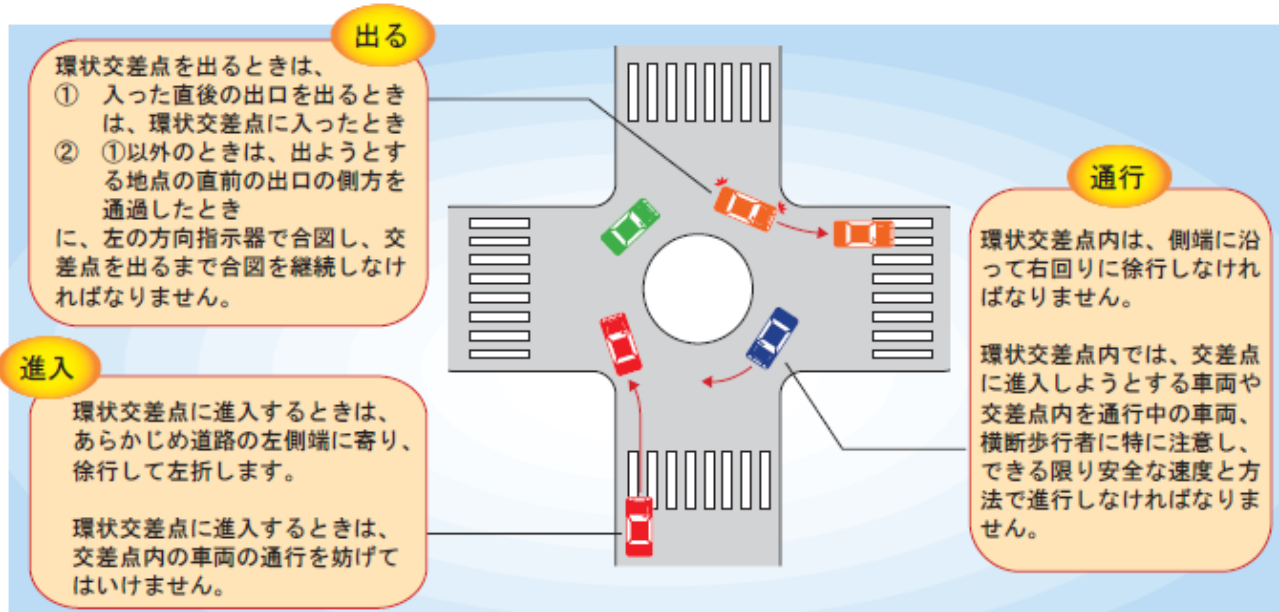 出る
環状交差点を出るときは、
① 入った直後の出口を出るとき
は、環状交差点に入ったとき
② ①以外のときは、出ようとす
る地点の直前の出口の側方を
通過したとき
に、左の方向指示器で合図し、交
差点を出るまで合図を継続しなけ
ればなりません。
進入
環状交差点に進入するときは、
あらかじめ道路の左側端に寄り、
徐行して左折します。
環状交差点に進入するときは、
交差点内の車両の通行を妨げて
はいけません。
通行
環状交差点内は、側端に沿
って右回りに徐行しなけれ
ばなりません。
環状交差点内では、交差点
に進入しようとする車両や
交差点内を通行中の車両、
横断歩行者に特に注意し、
できる限り安全な速度と方
法で進行しなければなりま
せん。